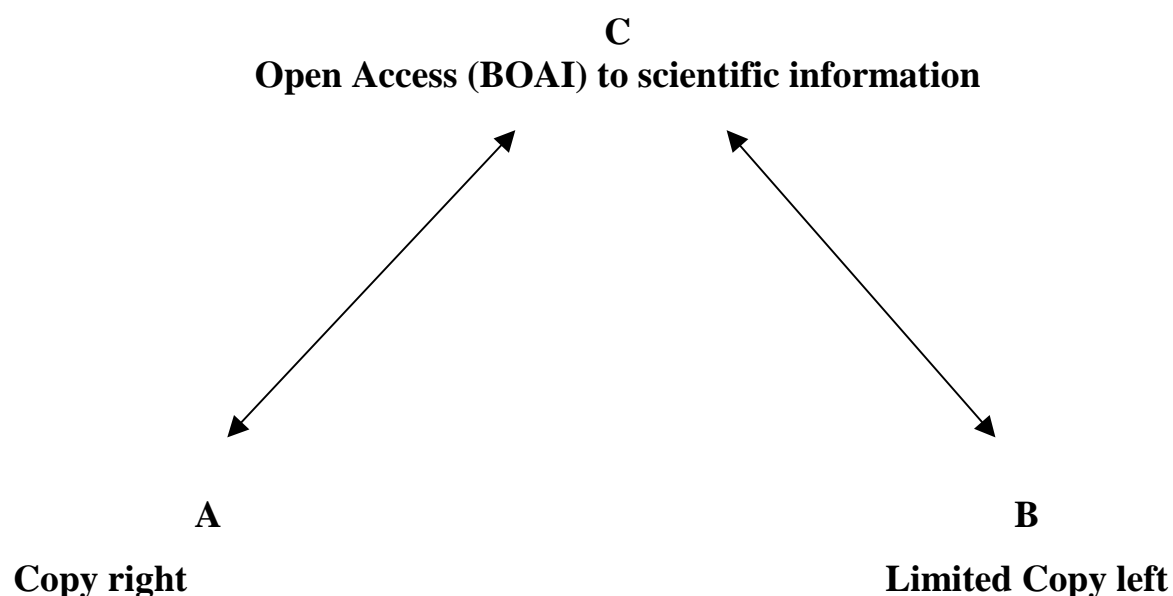 C
Open Access (BOAI) to scientific information
A
B
Copy right
Limited Copy left